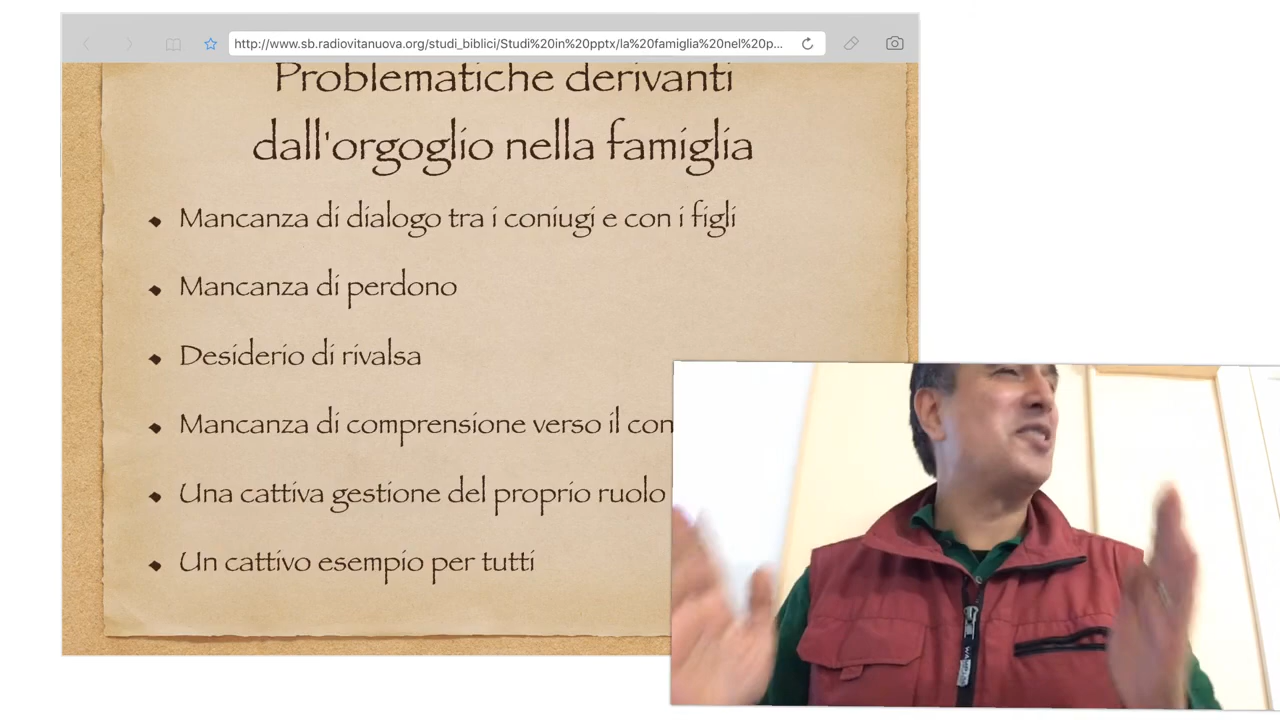 http://www.sb.radiovitanuova.org/studi_biblici/Studi%20in%20pptx/la%20famiglia%20nel%20p...
Problematiche derivanti
dall'orgoglio nella famiglia
Mancanza di dialogo tra i coniugi e con i figli
Mancanza di perdono
Desiderio di rivalsa
Mancanza di comprensione verso il con
Una cattiva gestione del proprio ruolo
Un cattivo esempio per tutti